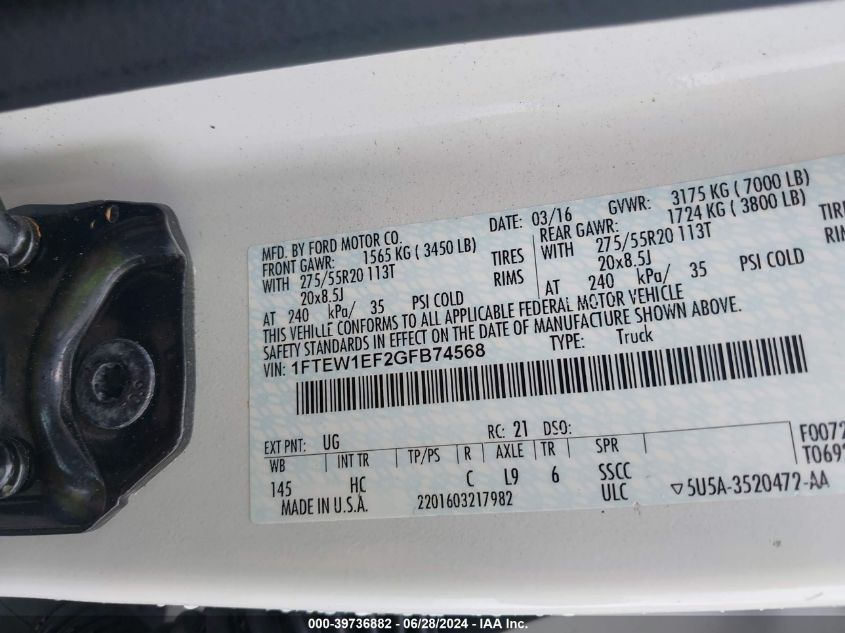 MFD. BY FORD MOTOR CO.
DATE: 03/16 GVWR: 3175 KG ( 7000 LB)
FRONT GAWR: 1565 KG ( 3450 LB)
REAR GAWR: 1724 KG ( 3800 LB)
WITH 275/55R20 113T TIRES
WITH 275/55R20 113T TIRE
20x8.5J RIMS
20x8.5J RIM
AT 240 kPa/ 35 PSI COLD
AT 240 kPa/ 35 PSI COLD
THIS VEHICLE CONFORMS TO ALL APPLICABLE FEDERAL MOTOR VEHICLE
SAFETY STANDARDS IN EFFECT ON THE DATE OF MANUFACTURE SHOWN ABOVE.
VIN: 1FTEW1EF2GFB74568 TYPE: Truck
EXT PNT: UG RC: 21 DSO:
WB INT TR TP/PS R AXLE TR SPR
145 HC C L9 6 SSCC
ULC
F0072
T069
MADE IN U.S.A. 2201603217982 5U5A-3520472-AA
000-39736882 / 06/28/2024 / © IAA Inc.